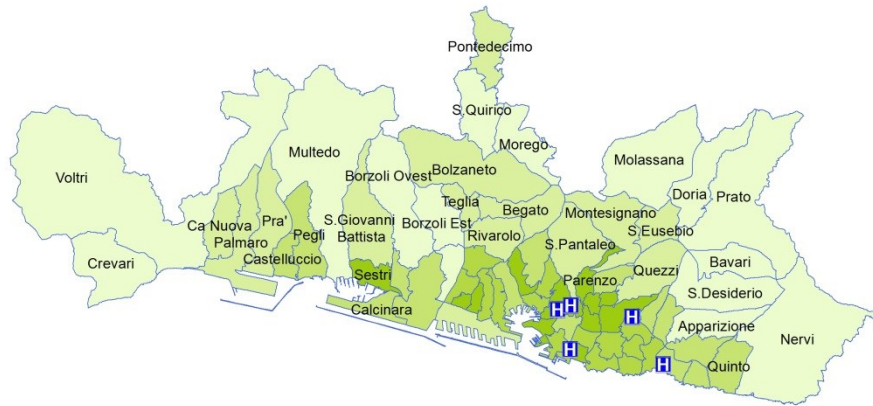 Pontedecimo
S.Quirico
Morego
Multedo
Molassana
Voltri
Borzoli Ovest
Bolzaneto
Doria
Prato
Teglia
Begato
Montesignano
Ca Nuova
Pra'
S.Giovanni
Battista
Borzoli Est
Palmaro
Pegli
Rivarolo
S.Eusebio
S.Pantaleo
Castelluccio
Crevari
Sestri
Parenzo
Quezzi
Bavari
S.Desiderio
Calcinara
H
H
H
Apparizione
Nervi
H
H
Quinto